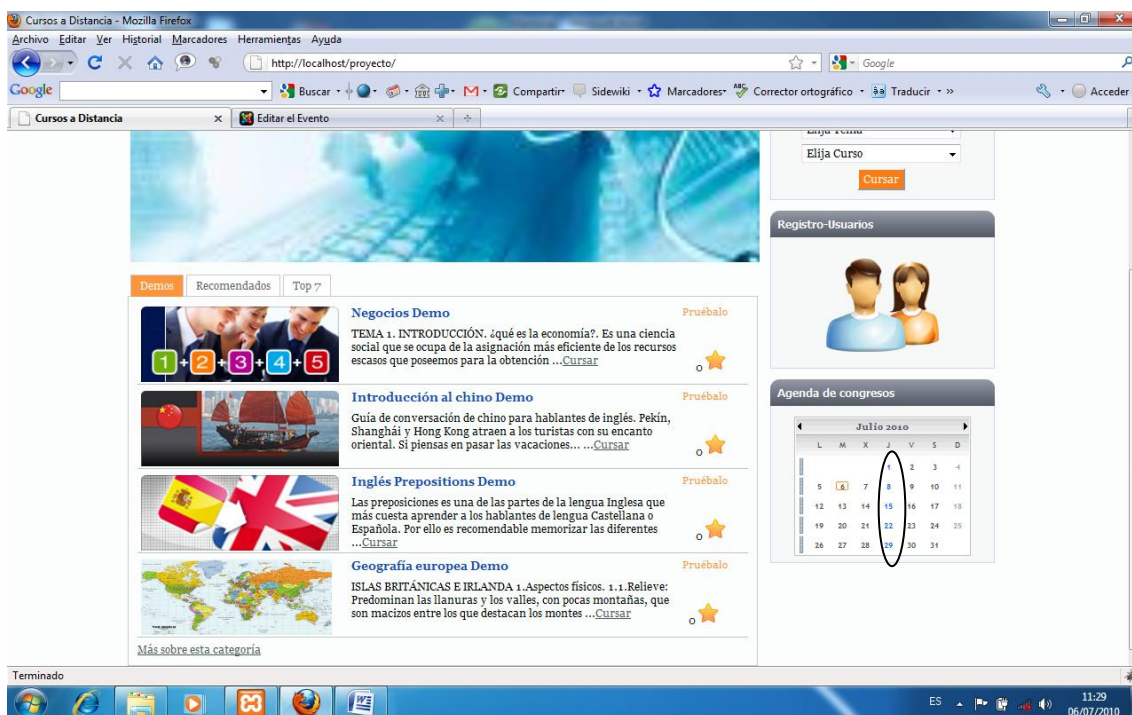 Cursos a Distancia - Mozilla Firefox
Archivo Editar Ver Historial Marcadores Herramientas Ayuda
http://localhost/proyecto/
Google
Google
Buscar
Compartir
Sidewiki
Marcadores
Corrector ortográfico
Traducir
»
Acceder
Cursos a Distancia
Editar el Evento
Elija Tema
Elija Curso
Cursar
Registro-Usuarios
Demos Recomendados Top 7
Negocios Demo
Pruébalo
TEMA 1. INTRODUCCIÓN. ¿qué es la economía?. Es una ciencia
social que se ocupa de la asignación más eficiente de los recursos
escasos que poseemos para la obtención ...Cursar
0
1+2+3+4+5
Introducción al chino Demo
Pruébalo
Guía de conversación de chino para hablantes de inglés. Pekín,
Shanghái y Hong Kong atraen a los turistas con su encanto
oriental. Si piensas en pasar las vacaciones... ...Cursar
0
Inglés Prepositions Demo
Pruébalo
Las preposiciones es una de las partes de la lengua Inglesa que
más cuesta aprender a los hablantes de lengua Castellana o
Española. Por ello es recomendable memorizar las diferentes
...Cursar
0
Geografía europea Demo
Pruébalo
ISLAS BRITÁNICAS E IRLANDA 1.Aspectos físicos. 1.1.Relieve:
Predominan las llanuras y los valles, con pocas montañas, que
son macizos entre los que destacan los montes ...Cursar
0
Más sobre esta categoría
Agenda de congresos
Julio 2010
L M X J V S D
1 2 3 4
5 6 7 8 9 10 11
12 13 14 15 16 17 18
19 20 21 22 23 24 25
26 27 28 29 30 31
Terminado
ES
11:29
06/07/2010